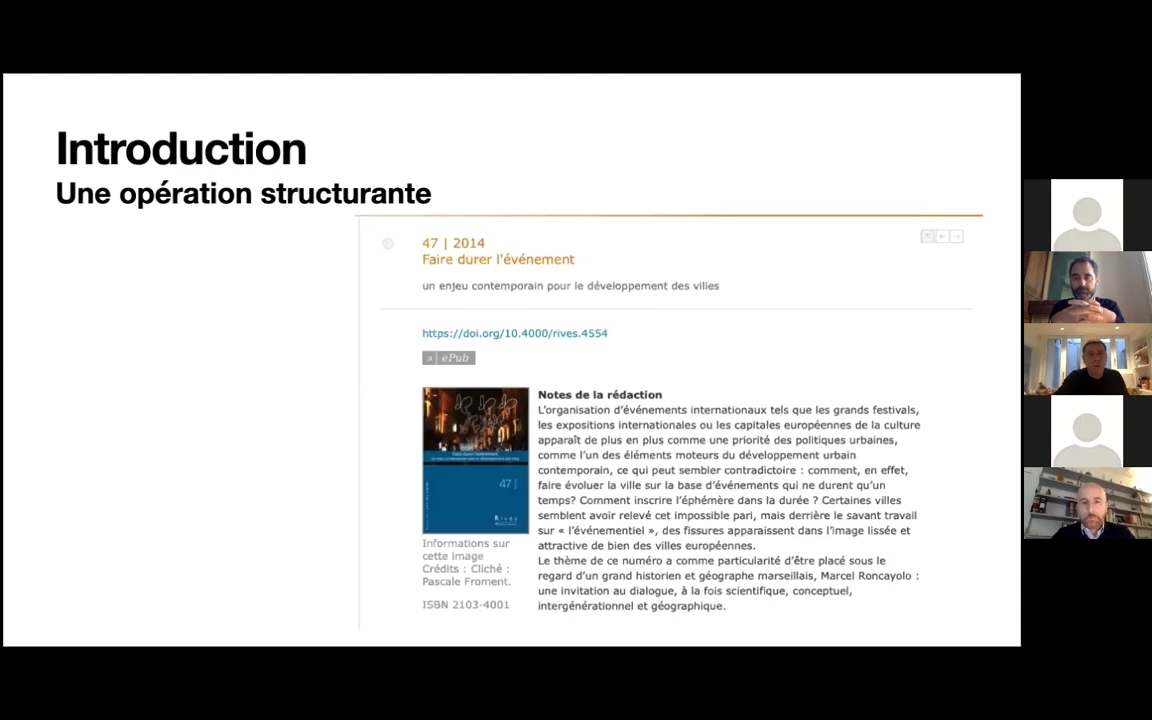 Introduction
Une opération structurante
47 | 2014
Faire durer l'événement
un enjeu contemporain pour le développement des villes
https://doi.org/10.4000/rives.4554
ePub
Notes de la rédaction
L'organisation d'événements internationaux tels que les grands festivals,
les expositions internationales ou les capitales européennes de la culture
apparaît de plus en plus comme une priorité des politiques urbaines,
comme l'un des éléments moteurs du développement urbain
contemporain, ce qui peut sembler contradictoire : comment, en effet,
faire évoluer la ville sur la base d'événements qui ne durent qu'un
temps? Comment inscrire l'éphémère dans la durée ? Certaines villes
semblent avoir relevé cet impossible pari, mais derrière le savant travail
sur « l'événementiel », des fissures apparaissent dans l'image lissée et
attractive de bien des villes européennes.
Le thème de ce numéro a comme particularité d'être placé sous le
regard d'un grand historien et géographe marseillais, Marcel Roncayolo :
une invitation au dialogue, à la fois scientifique, conceptuel,
intergénérationnel et géographique.
Faire durer l'événement
47 |
Rives
Informations sur
cette image
Crédits : Cliché :
Pascale Froment.
ISBN 2103-4001